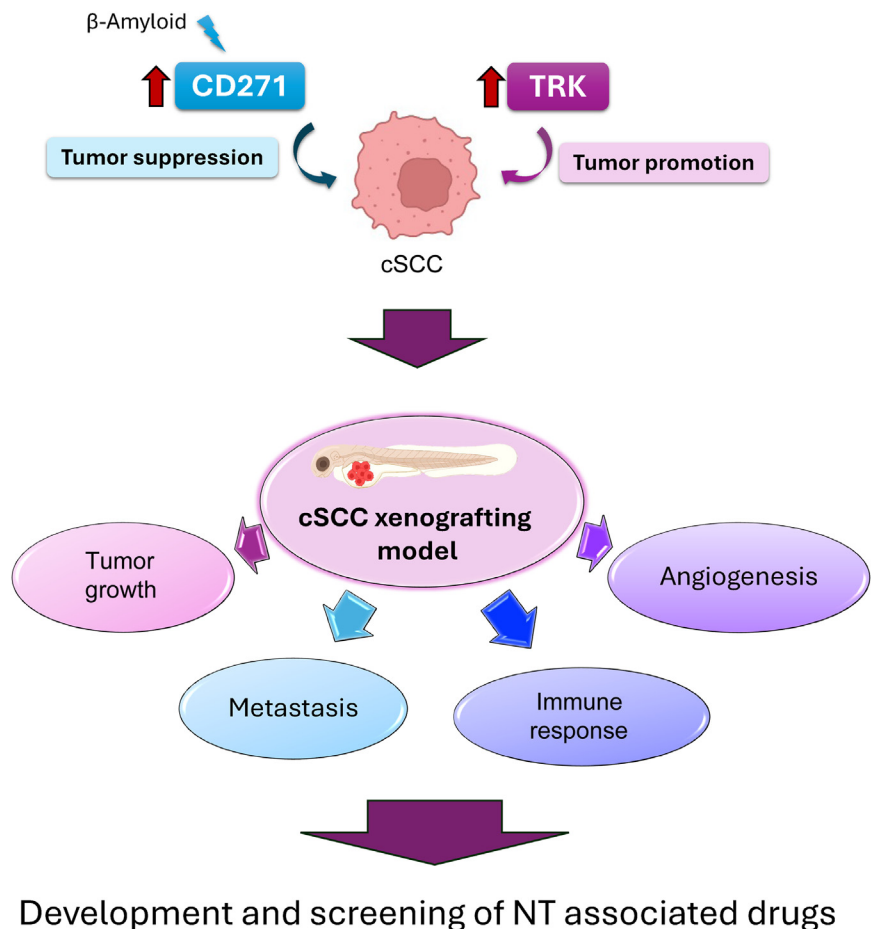 β-Amyloid
CD271
TRK
Tumor suppression
Tumor promotion
cSCC
cSCC xenografting
model
Tumor
growth
Angiogenesis
Metastasis
Immune
response
Development and screening of NT associated drugs